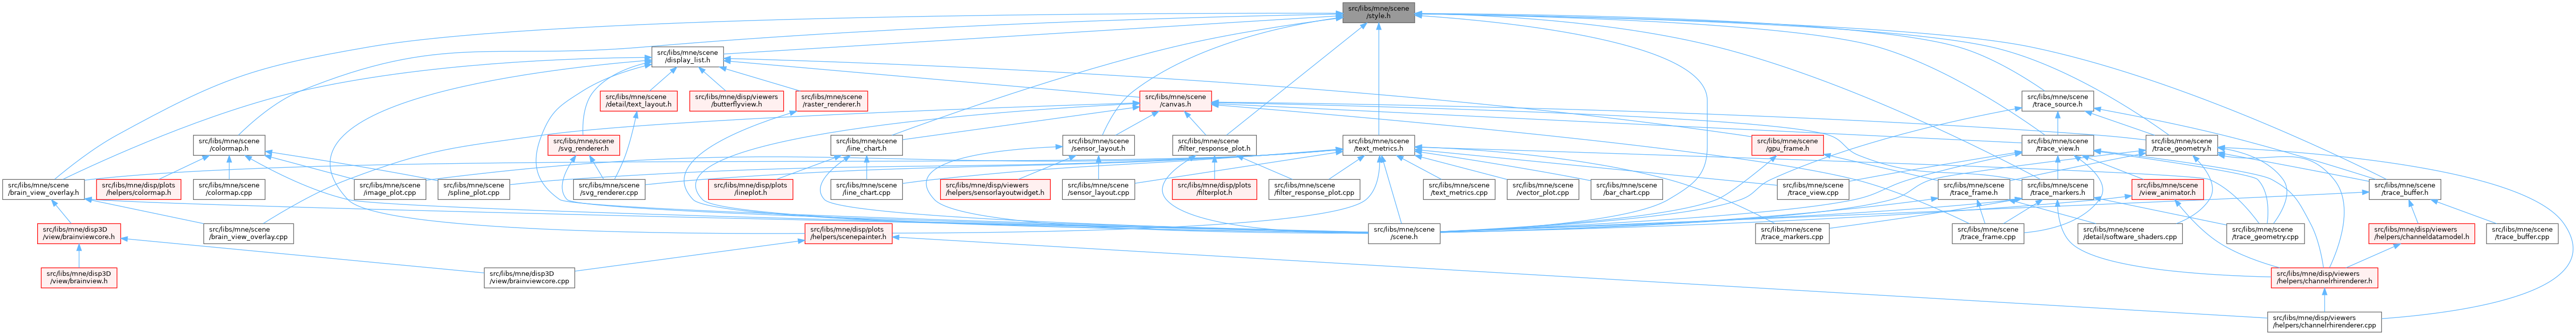 src/libs/mne/scene
/style.h
src/libs/mne/scene
/display_list.h
src/libs/mne/scene
/detail/text_layout.h
src/libs/mne/disp/viewers
/butterflyview.h
src/libs/mne/scene
/raster_renderer.h
src/libs/mne/scene
/canvas.h
src/libs/mne/scene
/trace_source.h
src/libs/mne/scene
/colormap.h
src/libs/mne/scene
/svg_renderer.h
src/libs/mne/scene
/line_chart.h
src/libs/mne/scene
/sensor_layout.h
src/libs/mne/scene
/filter_response_plot.h
src/libs/mne/scene
/text_metrics.h
src/libs/mne/scene
/gpu_frame.h
src/libs/mne/scene
/trace_view.h
src/libs/mne/scene
/trace_geometry.h
src/libs/mne/scene
/brain_view_overlay.h
src/libs/mne/disp/plots
/helpers/colormap.h
src/libs/mne/scene
/colormap.cpp
src/libs/mne/scene
/image_plot.cpp
src/libs/mne/scene
/spline_plot.cpp
src/libs/mne/scene
/svg_renderer.cpp
src/libs/mne/disp/plots
/lineplot.h
src/libs/mne/scene
/line_chart.cpp
src/libs/mne/disp/viewers
/helpers/sensorlayoutwidget.h
src/libs/mne/scene
/sensor_layout.cpp
src/libs/mne/disp/plots
/filterplot.h
src/libs/mne/scene
/filter_response_plot.cpp
src/libs/mne/scene
/text_metrics.cpp
src/libs/mne/scene
/vector_plot.cpp
src/libs/mne/scene
/bar_chart.cpp
src/libs/mne/scene
/trace_view.cpp
src/libs/mne/scene
/trace_frame.h
src/libs/mne/scene
/trace_markers.h
src/libs/mne/scene
/view_animator.h
src/libs/mne/scene
/trace_buffer.h
src/libs/mne/disp3D
/view/brainviewcore.h
src/libs/mne/scene
/brain_view_overlay.cpp
src/libs/mne/disp/plots
/helpers/scenepainter.h
src/libs/mne/scene
/scene.h
src/libs/mne/scene
/trace_markers.cpp
src/libs/mne/scene
/trace_frame.cpp
src/libs/mne/scene
/detail/software_shaders.cpp
src/libs/mne/scene
/trace_geometry.cpp
src/libs/mne/disp/viewers
/helpers/channeldatamodel.h
src/libs/mne/scene
/trace_buffer.cpp
src/libs/mne/disp3D
/view/brainview.h
src/libs/mne/disp3D
/view/brainviewcore.cpp
src/libs/mne/disp/viewers
/helpers/channelrhirenderer.h
src/libs/mne/disp/viewers
/helpers/channelrhirenderer.cpp